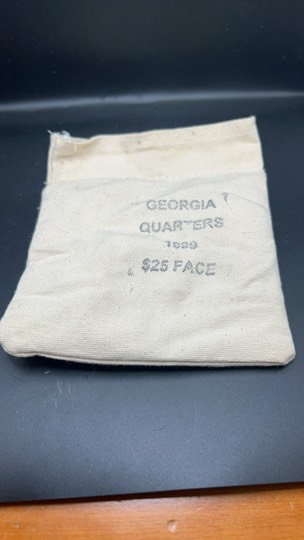 GEORGIA
QUARTERS
1999
$25 FACE